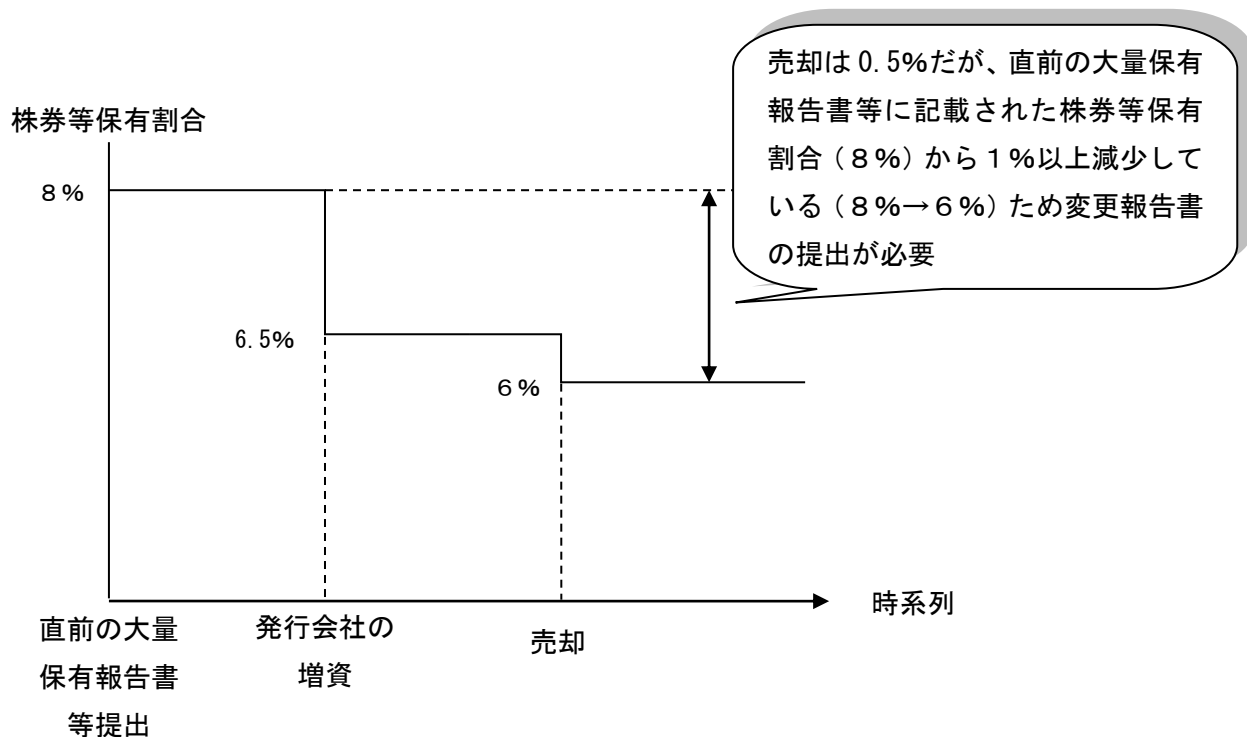 売却は0.5%だが、直前の大量保有
報告書等に記載された株券等保有
割合（８％）から１％以上減少して
いる（８％→６％）ため変更報告書
の提出が必要
株券等保有割合
８％
6.5%
６％
時系列
直前の大量
保有報告書
等提出
発行会社の
増資
売却